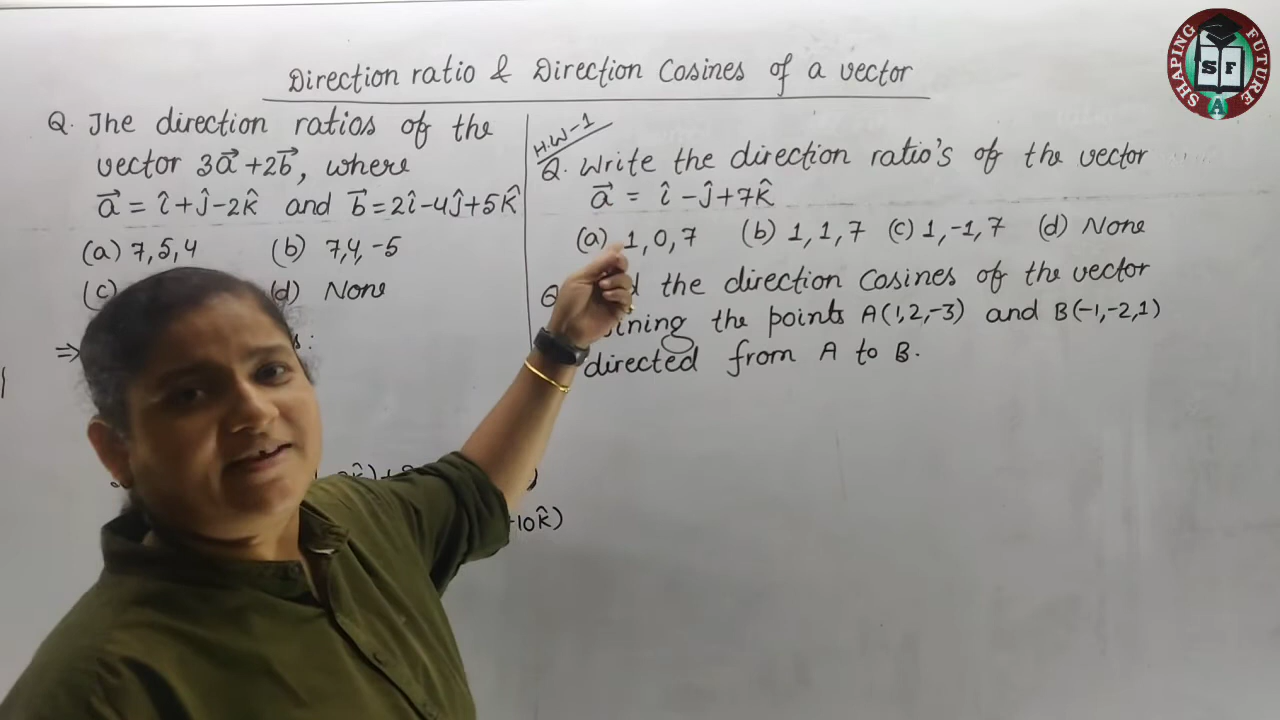 Direction ratio & Direction Cosines of a vector
Q. The direction ratios of the
vector 3a⃗ + 2b⃗, where
a⃗ = î + ĵ - 2k̂ and b⃗ = 2î - 4ĵ + 5k̂
(a) 7, 5, 4 (b) 7, 4, -5
(c) (d) None
⇒ :
+10k̂)
H.W-1
Q. Write the direction ratio's of the vector
a⃗ = î - ĵ + 7k̂
(a) 1, 0, 7 (b) 1, 1, 7 (c) 1, -1, 7 (d) None
the direction Cosines of the vector
the points A(1, 2, -3) and B(-1, -2, 1)
directed from A to B.
SHAPING FUTURE
S F
A